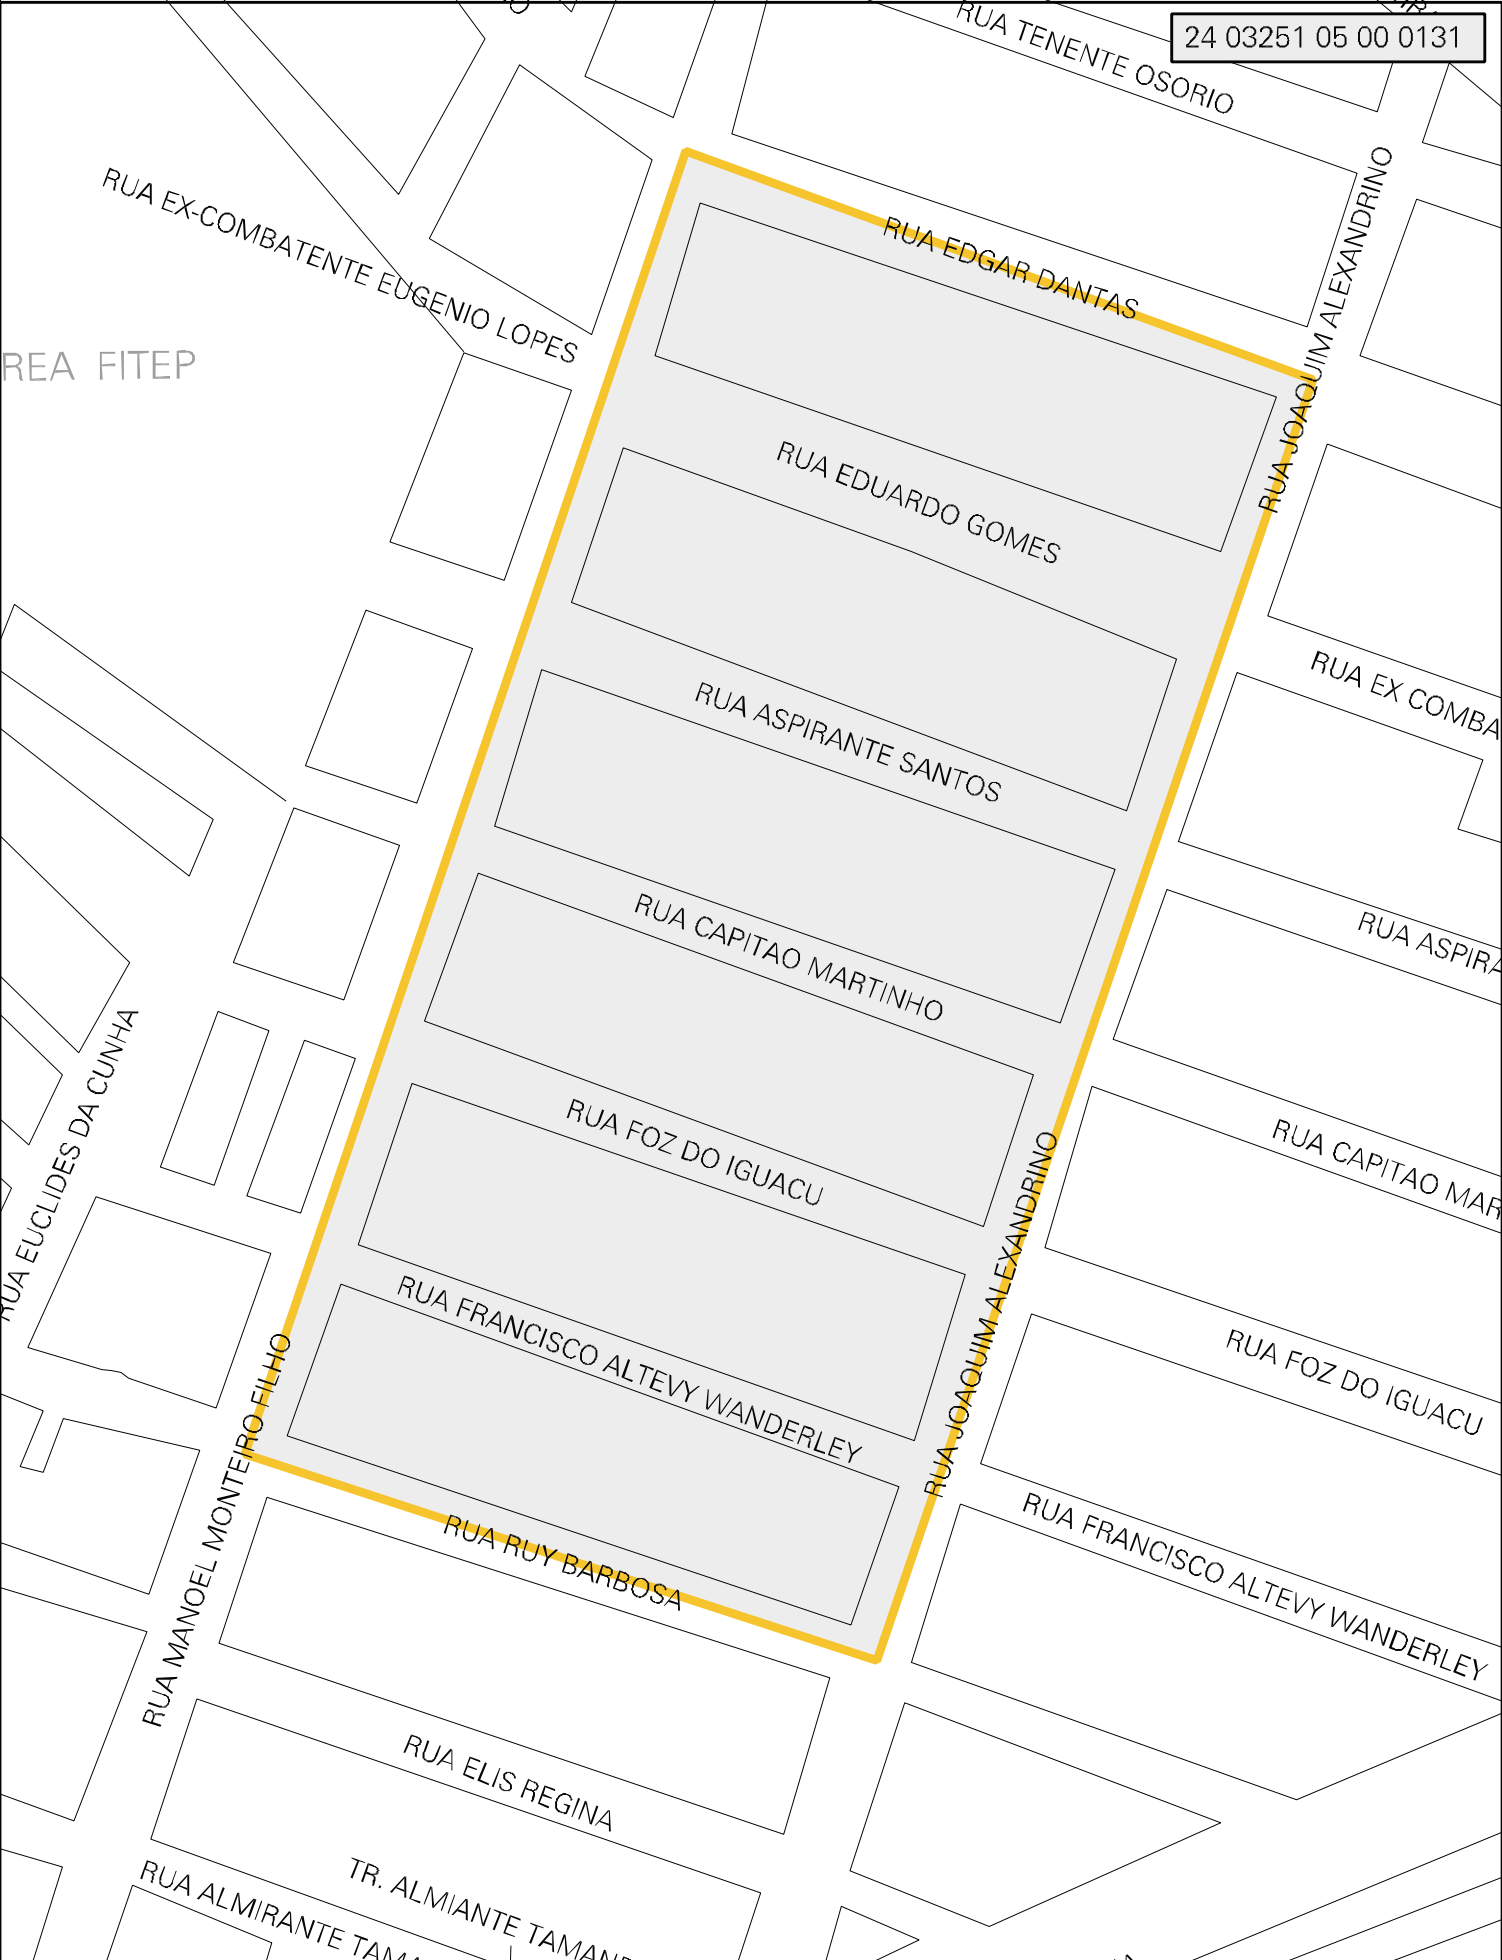 24 03251 05 00 0131
RUA TENENTE OSORIO
RUA EX-COMBATENTE EUGENIO LOPES
RUA EDGAR DANTAS
RUA JOAQUIM ALEXANDRINO
REA FITEP
RUA EDUARDO GOMES
RUA EX COMBA
RUA ASPIRANTE SANTOS
RUA CAPITAO MARTINHO
RUA ASPIRA
RUA EUCLIDES DA CUNHA
RUA FOZ DO IGUACU
RUA CAPITAO MAR
RUA JOAQUIM ALEXANDRINO
RUA FRANCISCO ALTEVY WANDERLEY
RUA FOZ DO IGUACU
RUA MANOEL MONTEIRO FILHO
RUA RUY BARBOSA
RUA FRANCISCO ALTEVY WANDERLEY
RUA ELIS REGINA
TR. ALMIANTE TAMAND
RUA ALMIRANTE TAMA